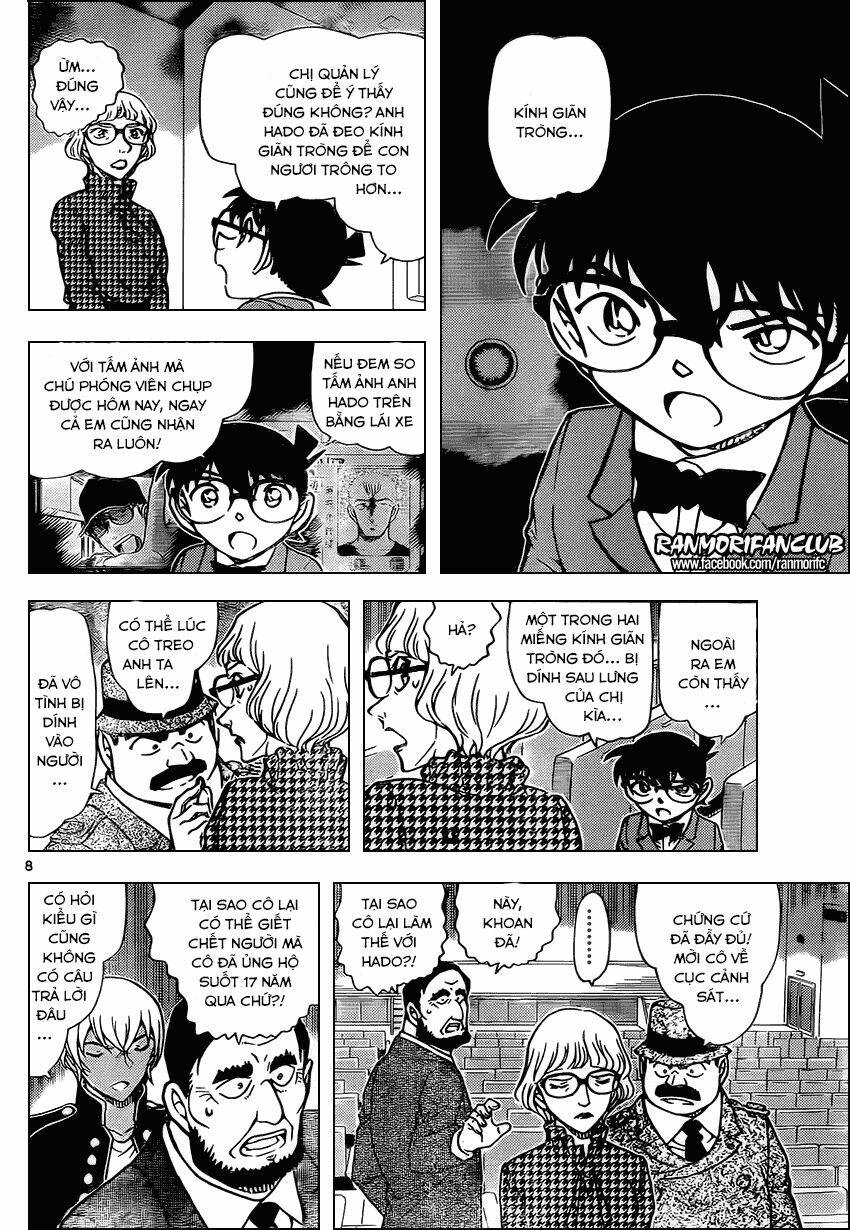 KÍNH GIÃN
TRÒNG...
CHỊ QUẢN LÝ
CŨNG ĐỂ Ý THẤY
ĐÚNG KHÔNG? ANH
HADO ĐÃ ĐEO KÍNH
GIÃN TRÒNG ĐỂ CON
NGƯƠI TRÔNG TO
HƠN...
ỪM...
ĐÚNG
VẬY...
NẾU ĐEM SO
TẤM ẢNH ANH
HADO TRÊN
BẰNG LÁI XE
VỚI TẤM ẢNH MÀ
CHÚ PHÓNG VIÊN CHỤP
ĐƯỢC HÔM NAY, NGAY
CẢ EM CŨNG NHẬN
RA LUÔN!
RANMORIFANCLUB
www.facebook.com/ranmorifc
NGOÀI
RA EM
CÒN THẤY
...
MỘT TRONG HAI
MIẾNG KÍNH GIÃN
TRÒNG ĐÓ... BỊ
DÍNH SAU LƯNG
CỦA CHỊ
KÌA...
HẢ?
CÓ THỂ LÚC
CÔ TREO
ANH TA
LÊN...
ĐÃ VÔ
TÌNH BỊ
DÍNH
VÀO
NGƯỜI
...
8
CHỨNG CỨ
ĐÃ ĐẦY ĐỦ!
MỜI CÔ VỀ
CỤC CẢNH
SÁT...
........
NÀY,
KHOAN
ĐÃ!
TẠI SAO
CÔ LẠI LÀM
THẾ VỚI
HADO?!
TẠI SAO CÔ LẠI
CÓ THỂ GIẾT
CHẾT NGƯỜI MÀ
CÔ ĐÃ ỦNG HỘ
SUỐT 17 NĂM
QUA CHỨ?!
CÓ HỎI
KIỂU GÌ
CŨNG
KHÔNG
CÓ CÂU
TRẢ LỜI
ĐÂU
...